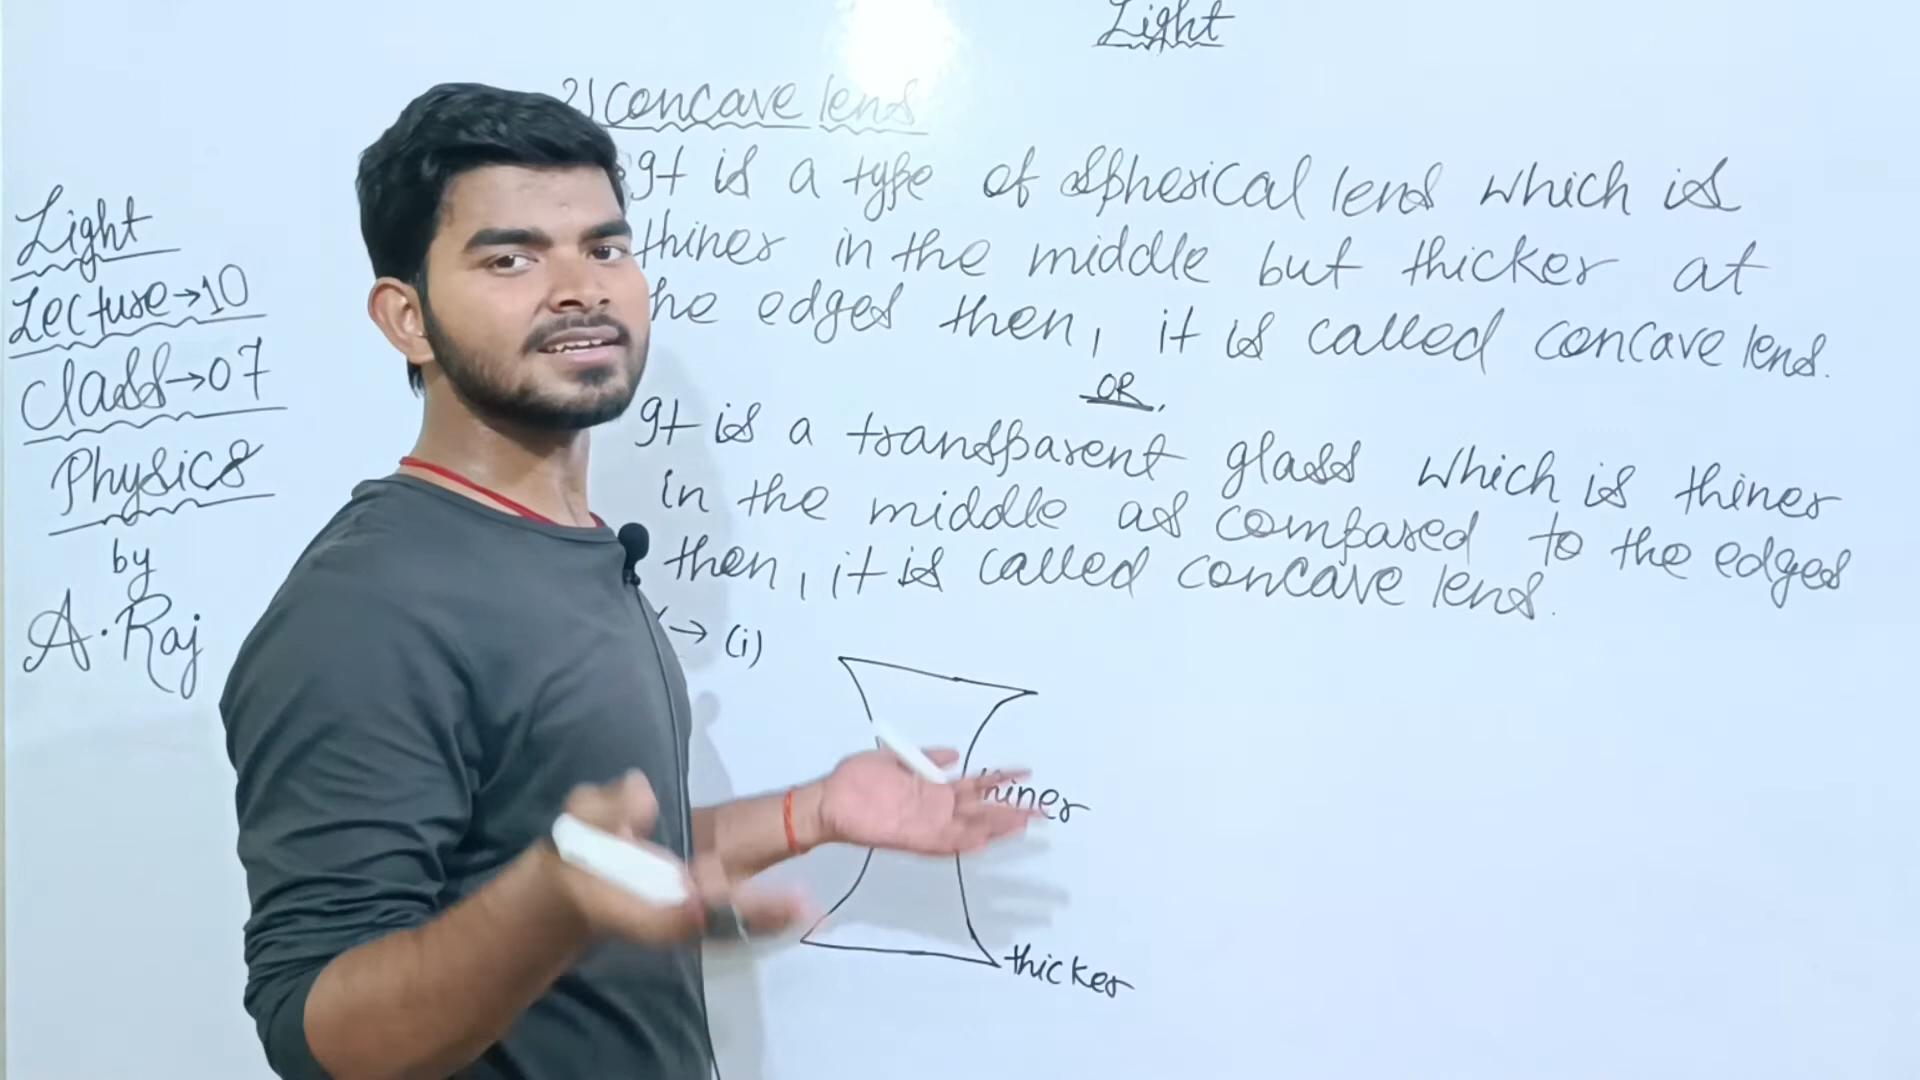 Light
2) Concave lens
It is a type of spherical lens which is
thiner in the middle but thicker at
he edges then, it is called concave lens.
OR,
It is a transparent glass which is thiner
in the middle as compared to the edges
then, it is called concave lens.
→ (i)
thiner
thicker
Light
Lecture→10
Class→07
Physics
by
A. Raj